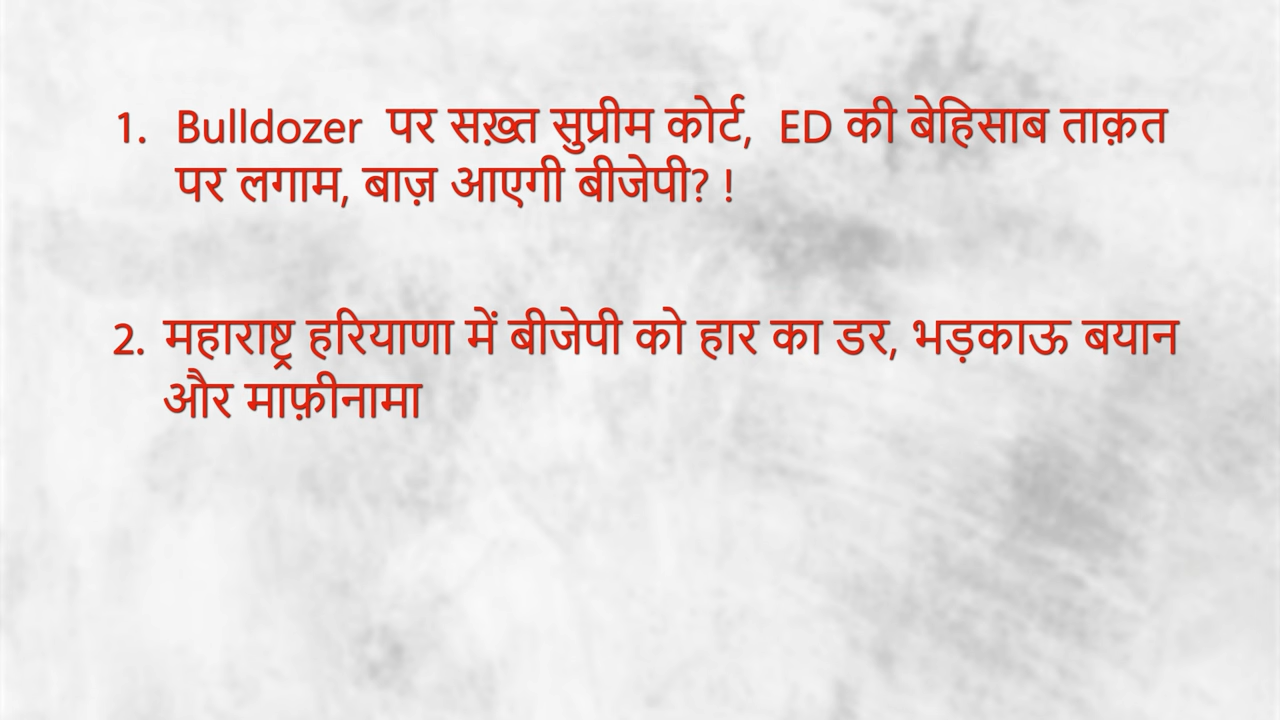 1. Bulldozer पर सख़्त सुप्रीम कोर्ट, ED की बेहिसाब ताक़त
पर लगाम, बाज़ आएगी बीजेपी? !
2. महाराष्ट्र हरियाणा में बीजेपी को हार का डर, भड़काऊ बयान
और माफ़ीनामा